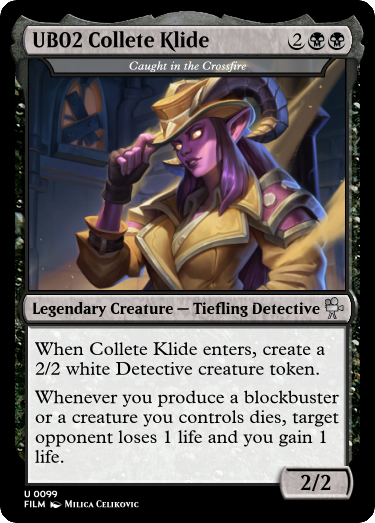 UB02 Collete Klide 2
Caught in the Crossfire
Legendary Creature — Tiefling Detective
When Collete Klide enters, create a
2/2 white Detective creature token.
Whenever you produce a blockbuster
or a creature you controls dies, target
opponent loses 1 life and you gain 1
life.
2/2
U 0099
FILM Milica Celikovic